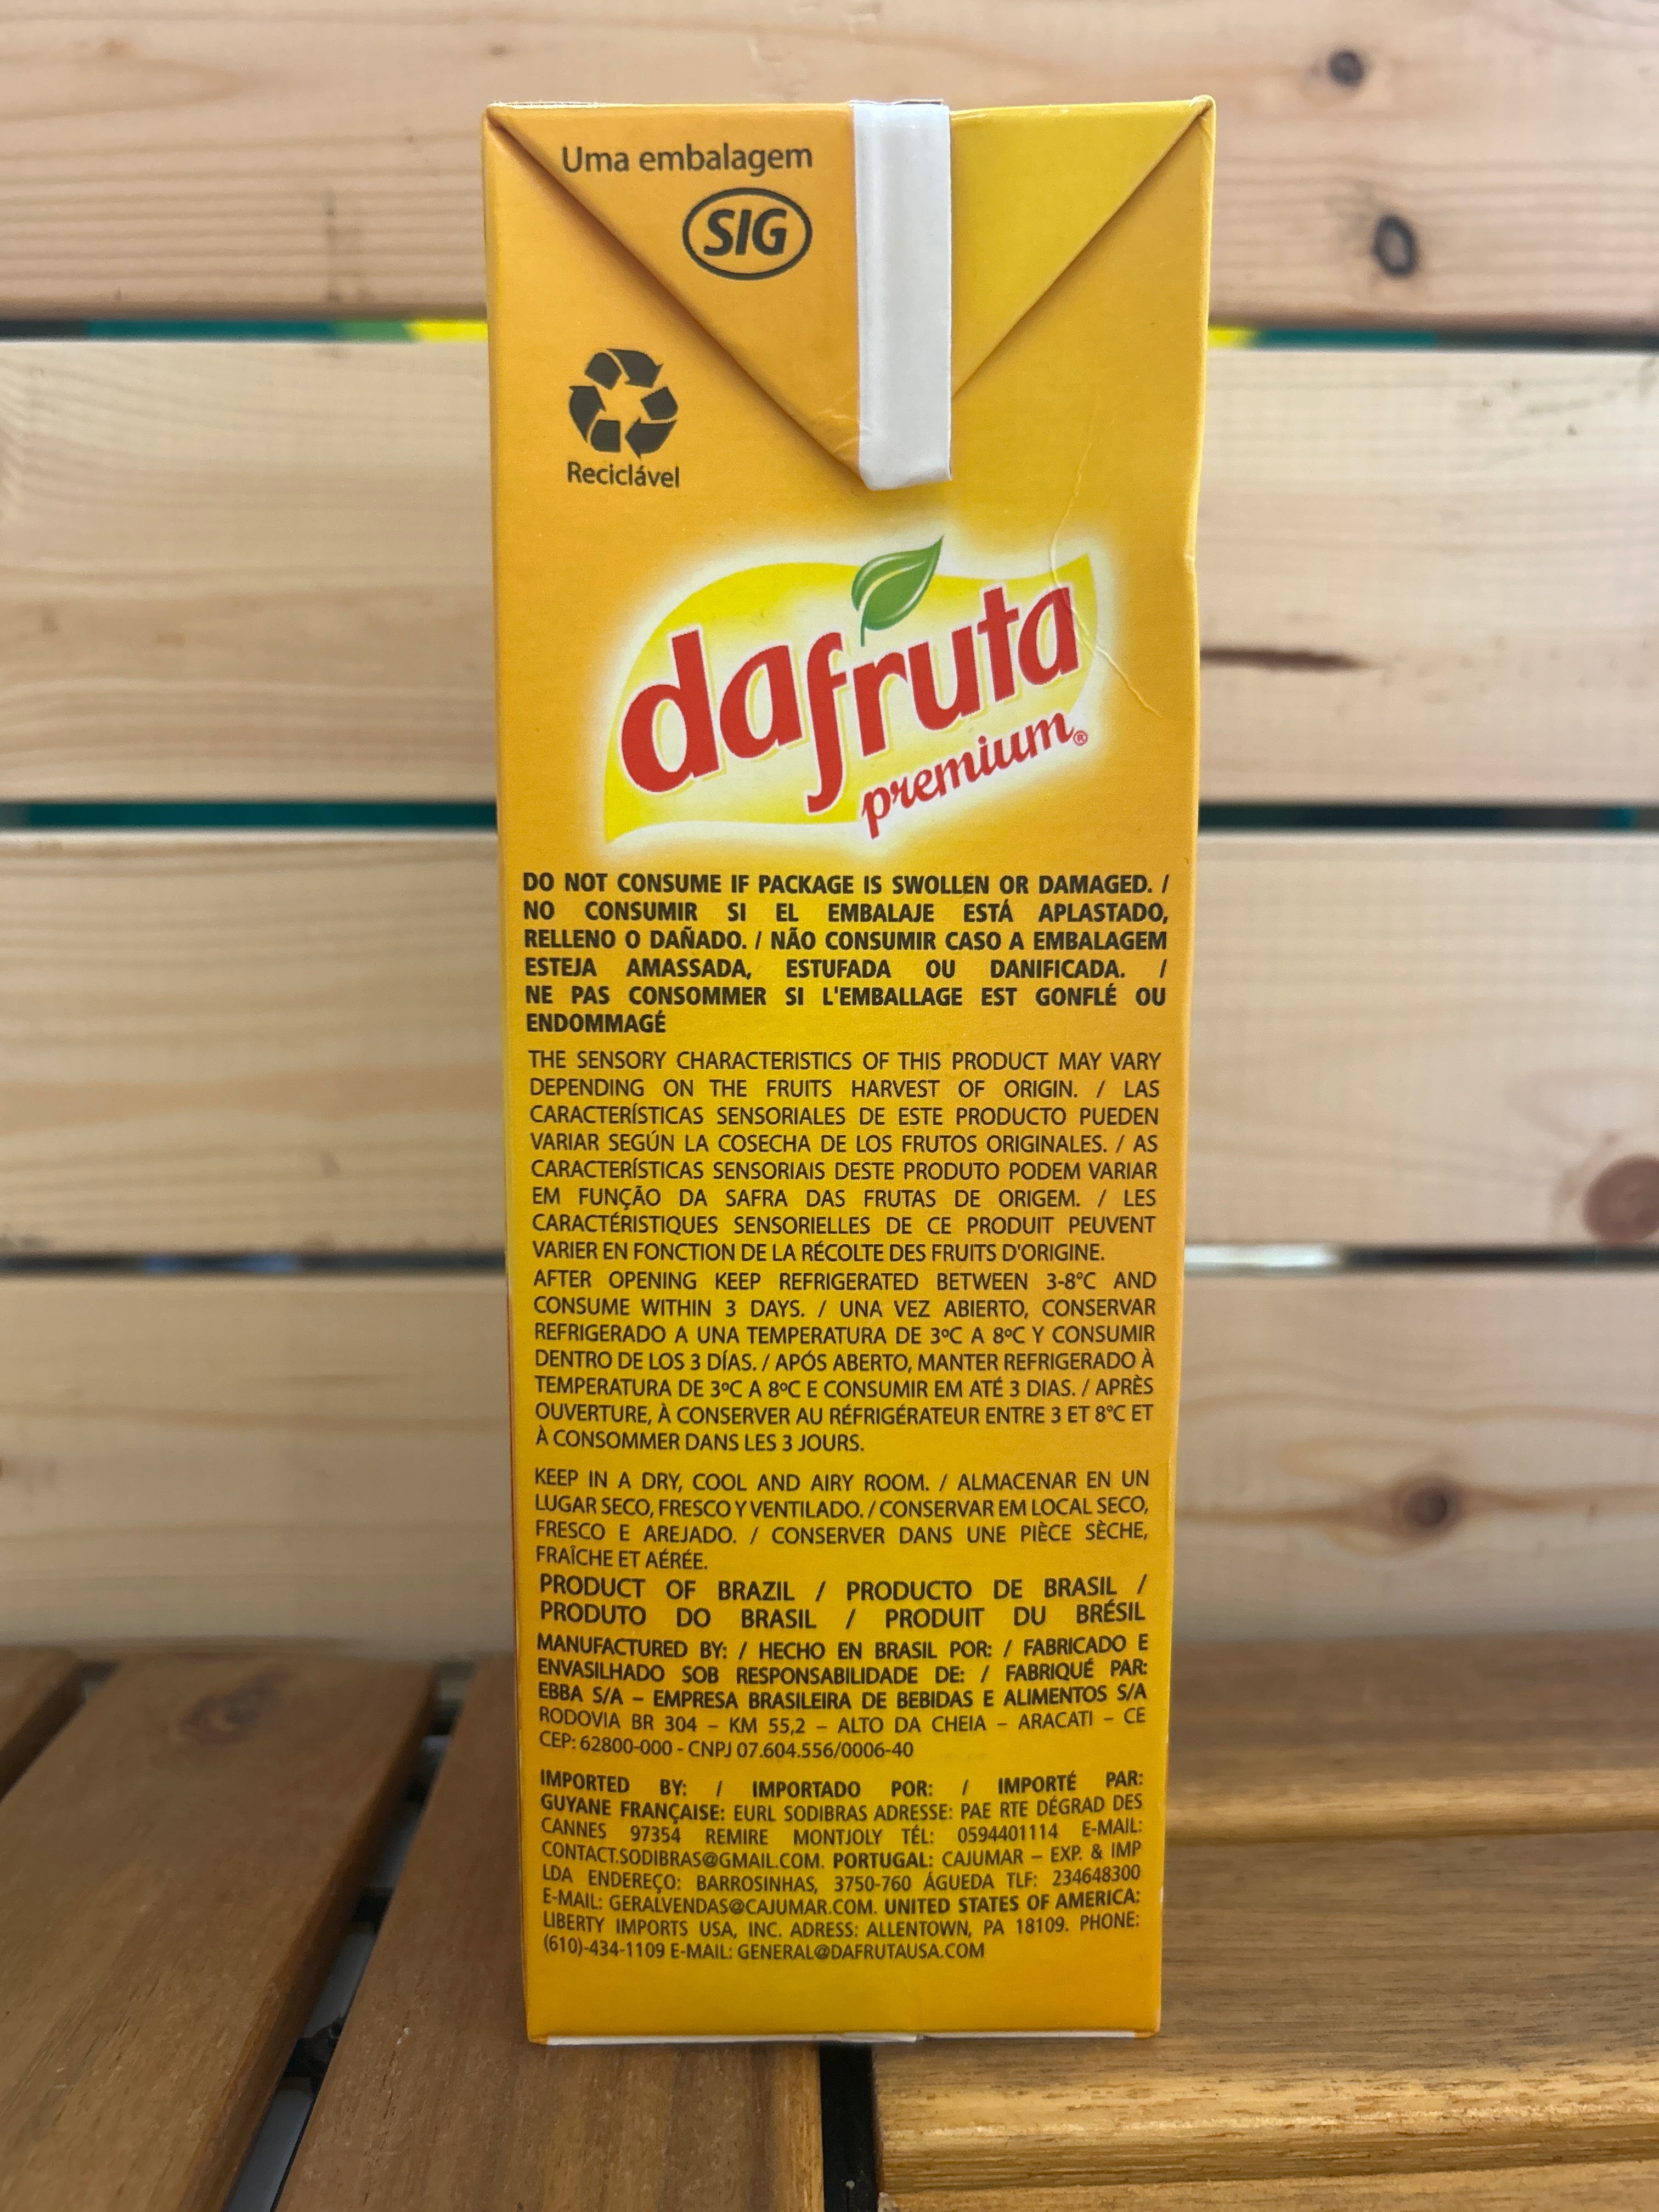 Uma embalagem
SIG
Reciclável
dafruta
premium®
DO NOT CONSUME IF PACKAGE IS SWOLLEN OR DAMAGED. /
NO CONSUMIR SI EL EMBALAJE ESTÁ APLASTADO,
RELLENO O DAÑADO. / NÃO CONSUMIR CASO A EMBALAGEM
ESTEJA AMASSADA, ESTUFADA OU DANIFICADA. /
NE PAS CONSOMMER SI L'EMBALLAGE EST GONFLÉ OU
ENDOMMAGÉ
THE SENSORY CHARACTERISTICS OF THIS PRODUCT MAY VARY
DEPENDING ON THE FRUITS HARVEST OF ORIGIN. / LAS
CARACTERÍSTICAS SENSORIALES DE ESTE PRODUCTO PUEDEN
VARIAR SEGÚN LA COSECHA DE LOS FRUTOS ORIGINALES. / AS
CARACTERÍSTICAS SENSORIAIS DESTE PRODUTO PODEM VARIAR
EM FUNÇÃO DA SAFRA DAS FRUTAS DE ORIGEM. / LES
CARACTÉRISTIQUES SENSORIELLES DE CE PRODUIT PEUVENT
VARIER EN FONCTION DE LA RÉCOLTE DES FRUITS D'ORIGINE.
AFTER OPENING KEEP REFRIGERATED BETWEEN 3-8°C AND
CONSUME WITHIN 3 DAYS. / UNA VEZ ABIERTO, CONSERVAR
REFRIGERADO A UNA TEMPERATURA DE 3ºC A 8ºC Y CONSUMIR
DENTRO DE LOS 3 DÍAS. / APÓS ABERTO, MANTER REFRIGERADO À
TEMPERATURA DE 3ºC A 8ºC E CONSUMIR EM ATÉ 3 DIAS. / APRÈS
OUVERTURE, À CONSERVER AU RÉFRIGÉRATEUR ENTRE 3 ET 8°C ET
À CONSOMMER DANS LES 3 JOURS.
KEEP IN A DRY, COOL AND AIRY ROOM. / ALMACENAR EN UN
LUGAR SECO, FRESCO Y VENTILADO. / CONSERVAR EM LOCAL SECO,
FRESCO E AREJADO. / CONSERVER DANS UNE PIÈCE SÈCHE,
FRAÎCHE ET AÉRÉE.
PRODUCT OF BRAZIL / PRODUCTO DE BRASIL /
PRODUTO DO BRASIL / PRODUIT DU BRÉSIL
MANUFACTURED BY: / HECHO EN BRASIL POR: / FABRICADO E
ENVASILHADO SOB RESPONSABILIDADE DE: / FABRIQUÉ PAR:
EBBA S/A – EMPRESA BRASILEIRA DE BEBIDAS E ALIMENTOS S/A
RODOVIA BR 304 – KM 55,2 – ALTO DA CHEIA – ARACATI – CE
CEP: 62800-000 - CNPJ 07.604.556/0006-40
IMPORTED BY: / IMPORTADO POR: / IMPORTÉ PAR:
GUYANE FRANÇAISE: EURL SODIBRAS ADRESSE: PAE RTE DÉGRAD DES
CANNES 97354 REMIRE MONTJOLY TÉL: 0594401114 E-MAIL:
CONTACT.SODIBRAS@GMAIL.COM. PORTUGAL: CAJUMAR – EXP. & IMP
LDA ENDEREÇO: BARROSINHAS, 3750-760 ÁGUEDA TLF: 234648300
E-MAIL: GERALVENDAS@CAJUMAR.COM. UNITED STATES OF AMERICA:
LIBERTY IMPORTS USA, INC. ADRESS: ALLENTOWN, PA 18109. PHONE:
(610)-434-1109 E-MAIL: GENERAL@DAFRUTAUSA.COM